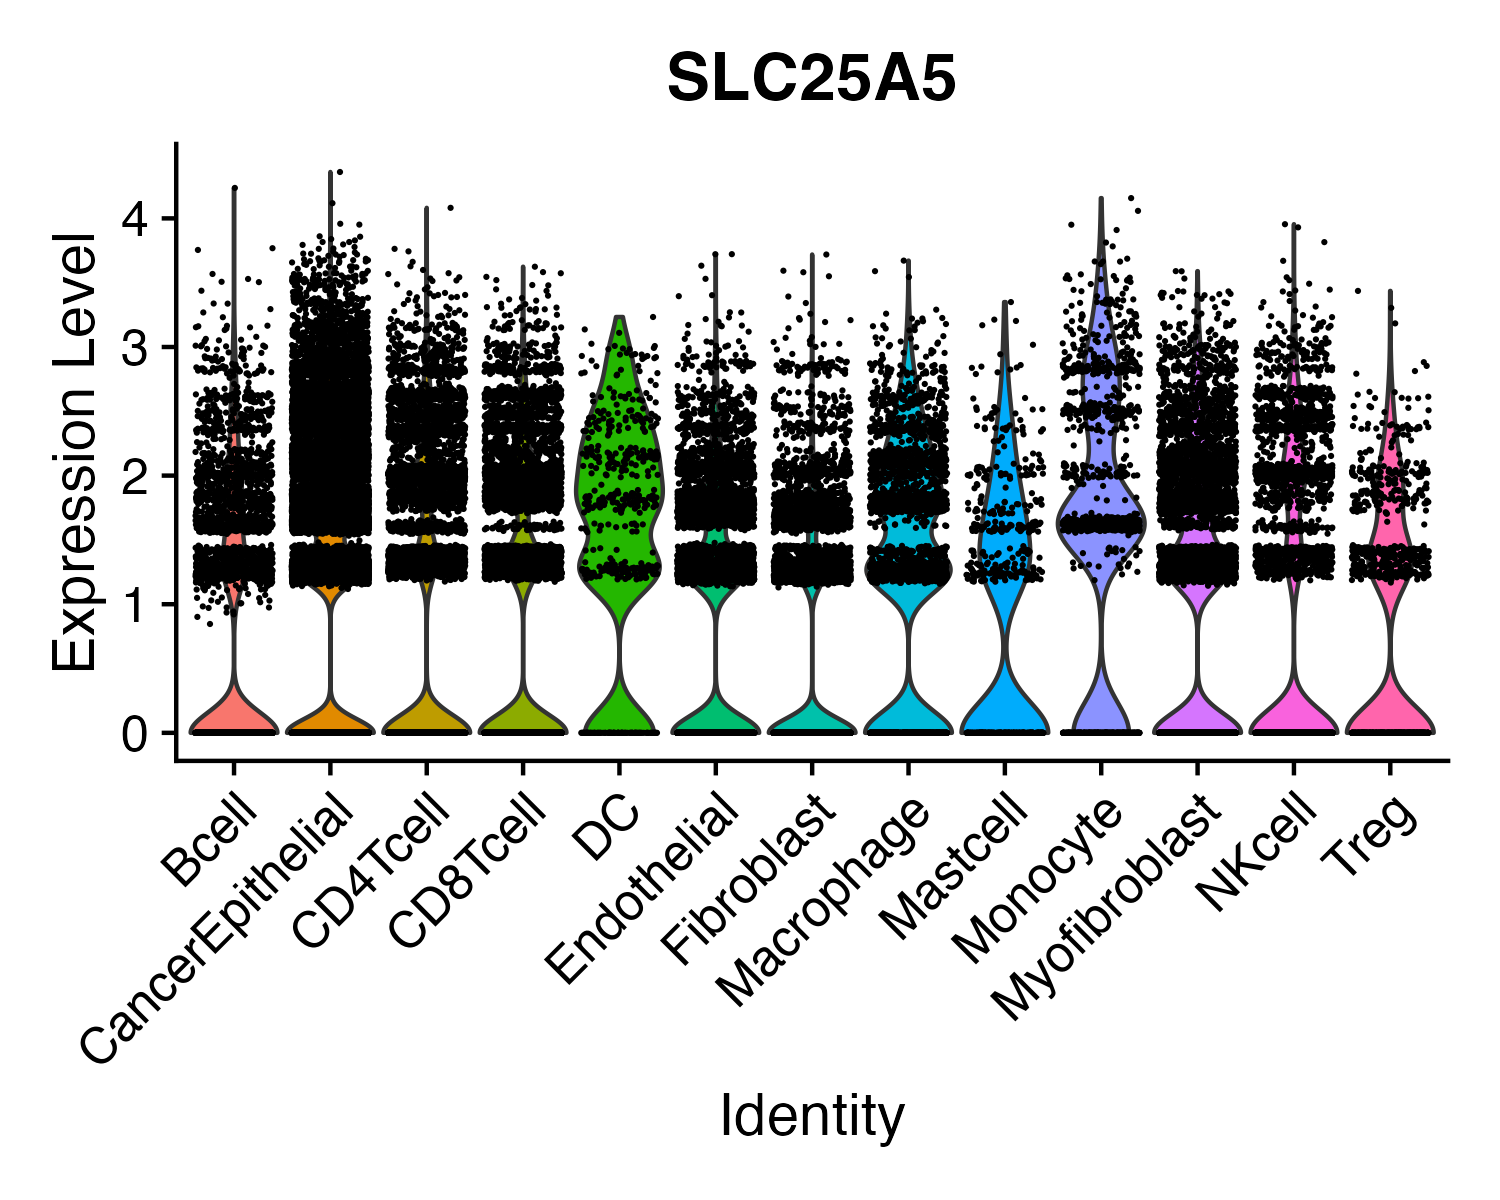 SLC25A5
Expression Level
4
3
2
1
0
Bcell
CancerEpithelial
CD4Tcell
CD8Tcell
DC
Endothelial
Fibroblast
Macrophage
Mastcell
Monocyte
Myofibroblast
NKcell
Treg
Identity